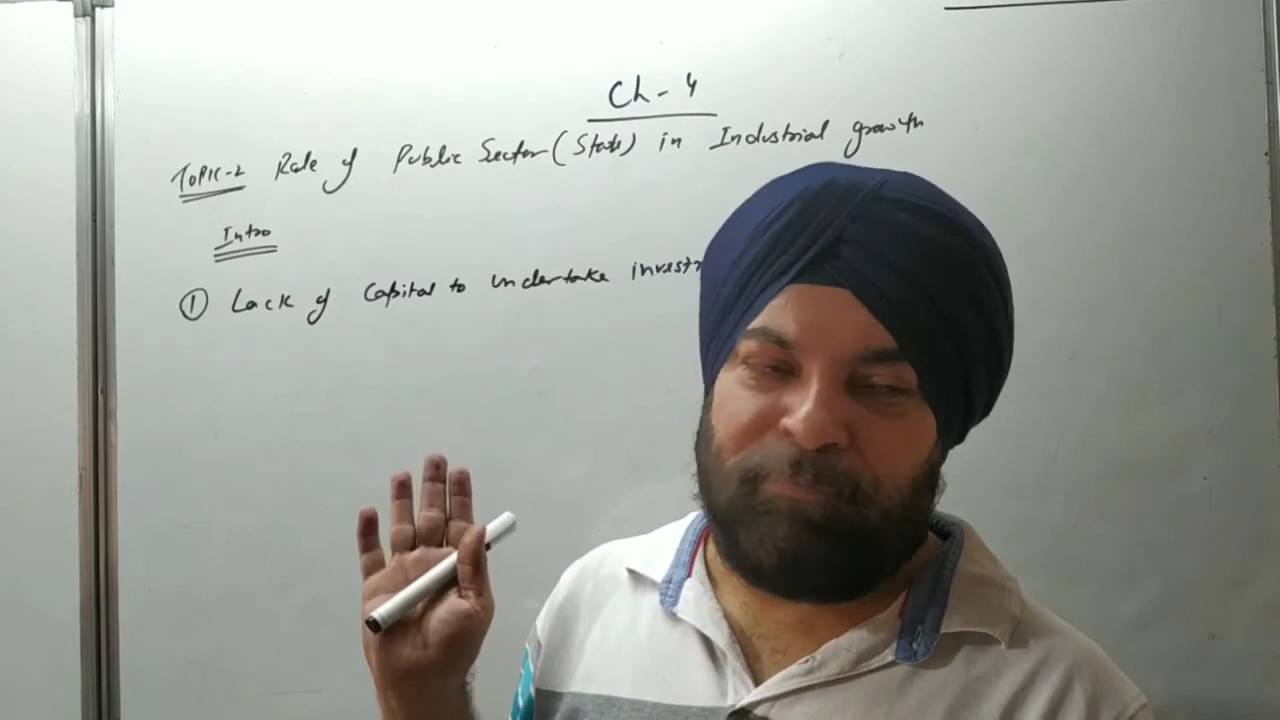 Ch - 4
TOPIC-2 Role of Public Sector (State) in Industrial growth
Intro
① Lack of Capital to undertake